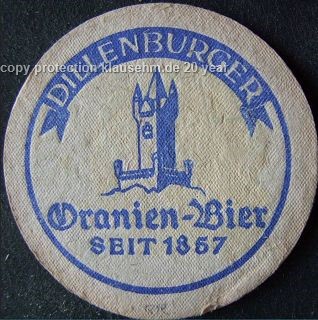 copy protection klausehm.de 20 year
DILLENBURGER
Oranien-Bier
SEIT 1857